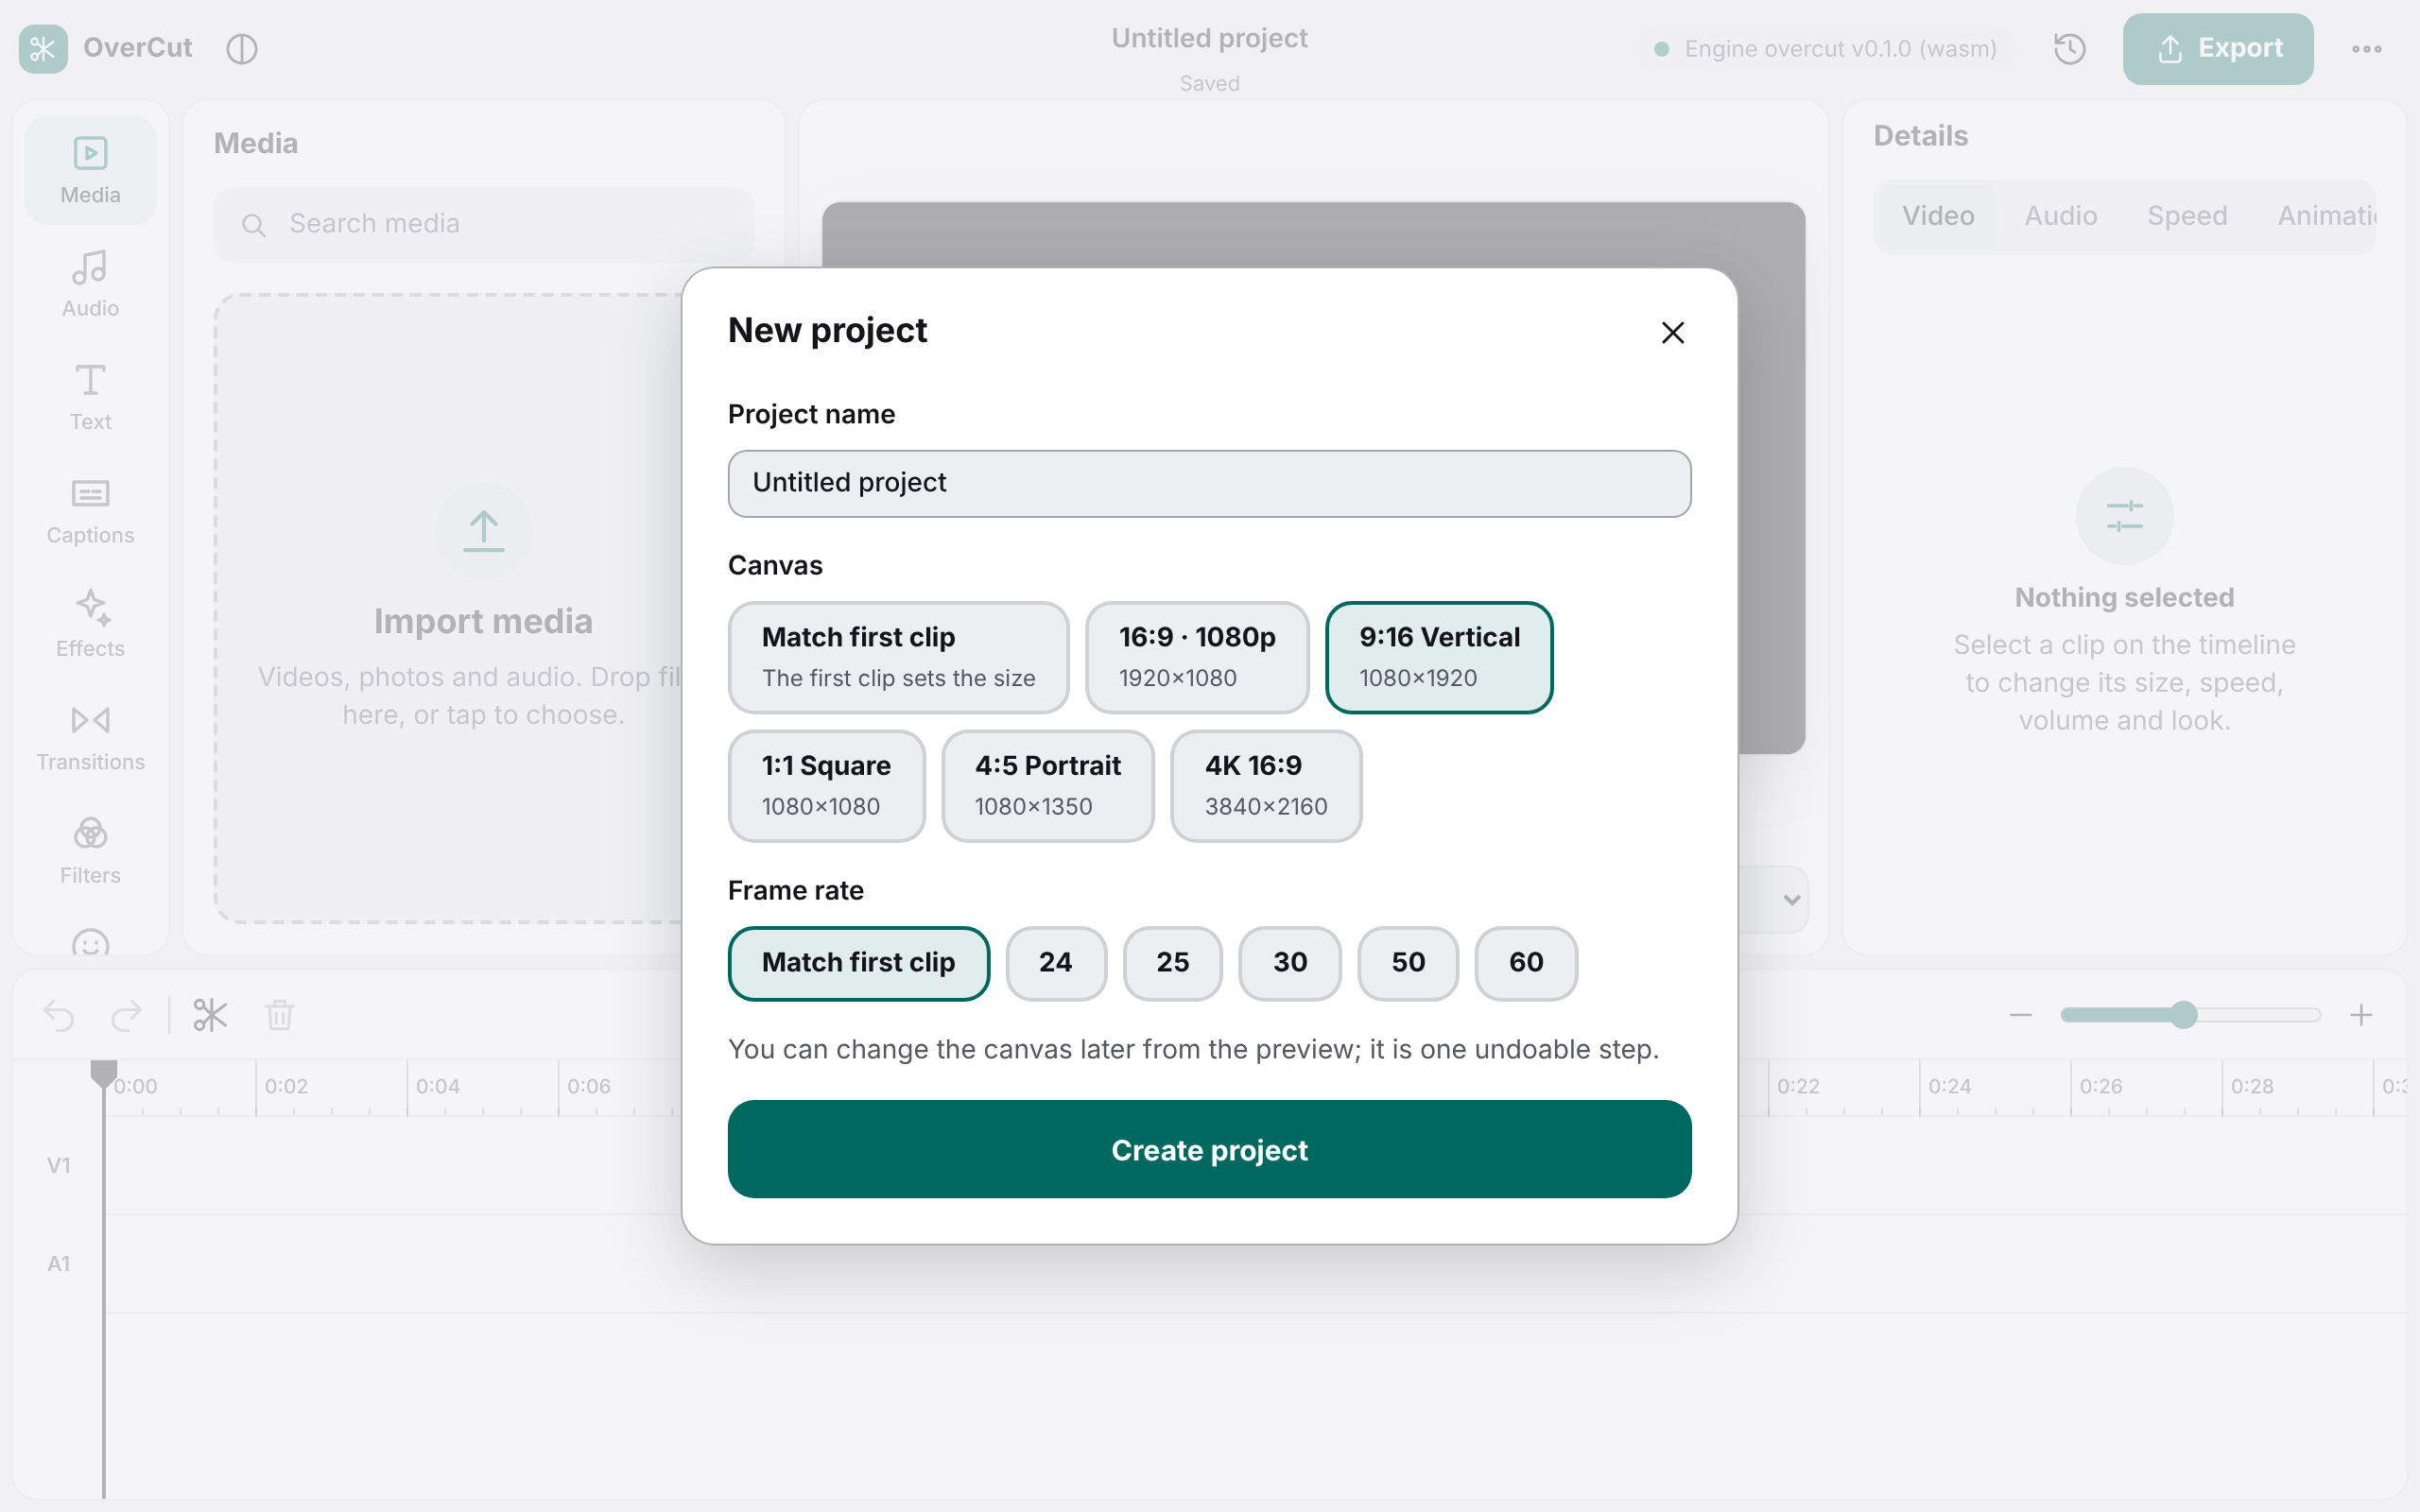 OverCut
Untitled project
Saved
Engine overcut v0.1.0 (wasm)
Export
Media
Audio
Text
Captions
Effects
Transitions
Filters
Media
Search media
Import media
Videos, photos and audio. Drop fil
here, or tap to choose.
New project
Project name
Untitled project
Canvas
Match first clip
The first clip sets the size
16:9 · 1080p
1920×1080
9:16 Vertical
1080×1920
1:1 Square
1080×1080
4:5 Portrait
1080×1350
4K 16:9
3840×2160
Frame rate
Match first clip
24
25
30
50
60
You can change the canvas later from the preview; it is one undoable step.
Create project
Details
Video
Audio
Speed
Animati
Nothing selected
Select a clip on the timeline
to change its size, speed,
volume and look.
0:00
0:02
0:04
0:06
0:22
0:24
0:26
0:28
V1
A1